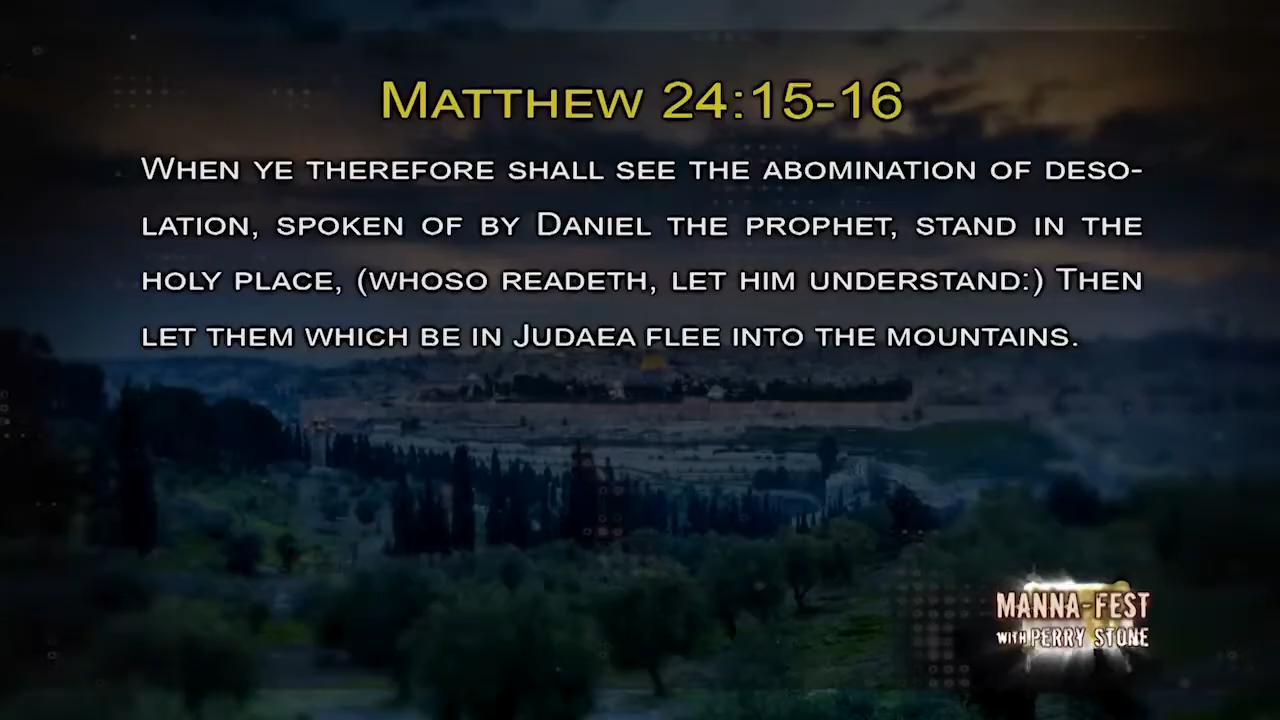 Matthew 24:15-16
When ye therefore shall see the abomination of deso-
lation, spoken of by Daniel the prophet, stand in the
holy place, (whoso readeth, let him understand:) Then
let them which be in Judaea flee into the mountains.
MANNA-FEST
WITH PERRY STONE